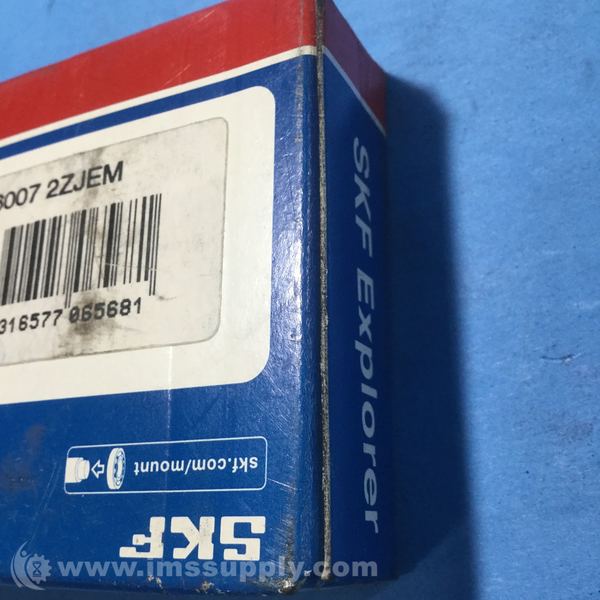 6007 2ZJEM
316577 065681
SKF Explorer
skf.com/mount
SKF
www.imssupply.com